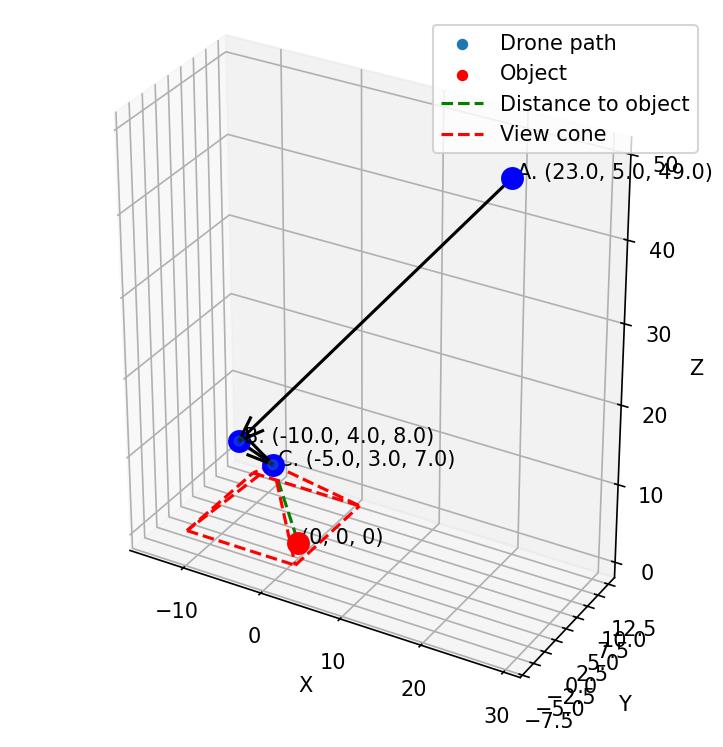 Drone path
Object
Distance to object
View cone
A. (23.0, 5.0, 49.0)
50
40
30
Z
20
B. (-10.0, 4.0, 8.0)
C. (-5.0, 3.0, 7.0)
10
(0, 0, 0)
0
−10
0
10
20
30
X
12.5
10.0
7.5
5.0
2.5
0.0
−2.5
−5.0
−7.5
Y